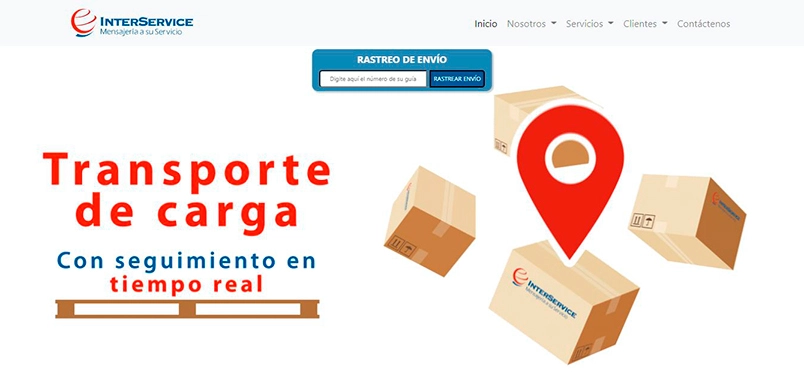 INTERSERVICE
Mensajería a su Servicio
Inicio Nosotros Servicios Clientes Contáctenos
RASTREO DE ENVÍO
Digite aquí el número de su guía RASTREAR ENVÍO
Transporte
de carga
Con seguimiento en
tiempo real
INTERSERVICE
INTERSERVICE
Mensajería a su servicio